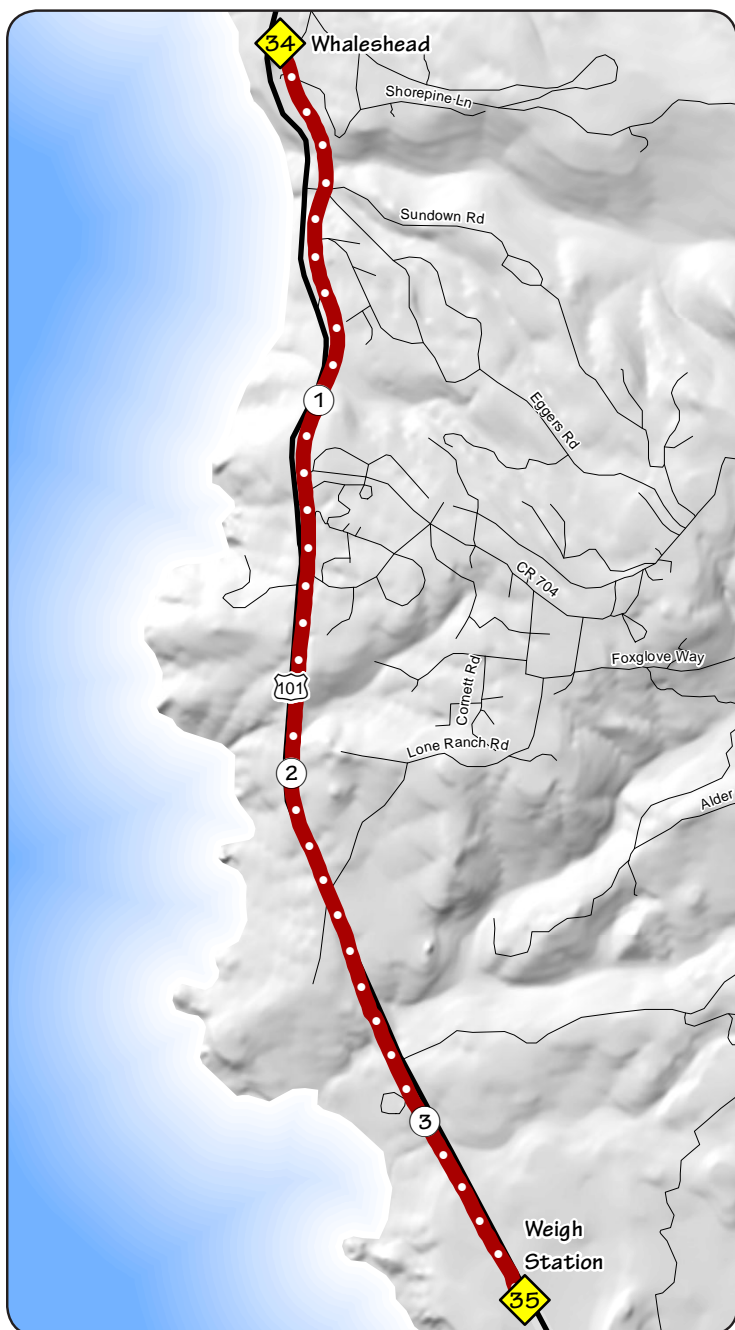 34 Whaleshead
Shorepine Ln
Sundown Rd
1
Eggers Rd
CR 704
Foxglove Way
Cornett Rd
101
Lone Ranch Rd
2
Alder
3
Weigh
Station
35